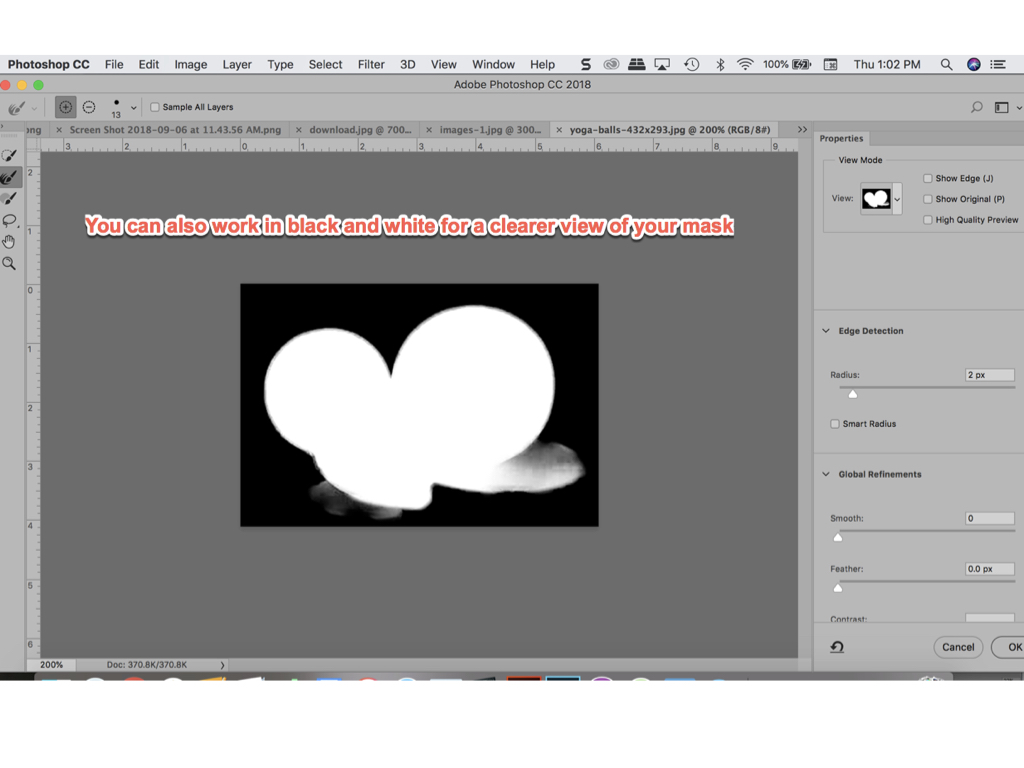 Photoshop CC File Edit Image Layer Type Select Filter 3D View Window Help S 100% Thu 1:02 PM
Adobe Photoshop CC 2018
13 Sample All Layers
ng × Screen Shot 2018-09-06 at 11.43.56 AM.png × download.jpg @ 700... × images-1.jpg @ 300... × yoga-balls-432x293.jpg @ 200% (RGB/8#) >>
Properties
3 2 1 0 1 2 3 4 5 6 7 8 9
View Mode
2
Show Edge (J)
View: Show Original (P)
High Quality Preview
You can also work in black and white for a clearer view of your mask
1
0
Edge Detection
1
Radius: 2 px
2
Smart Radius
3
Global Refinements
Smooth: 0
4
Feather: 0.0 px
5
Contrast:
6
Cancel OK
200% Doc: 370.8K/370.8K